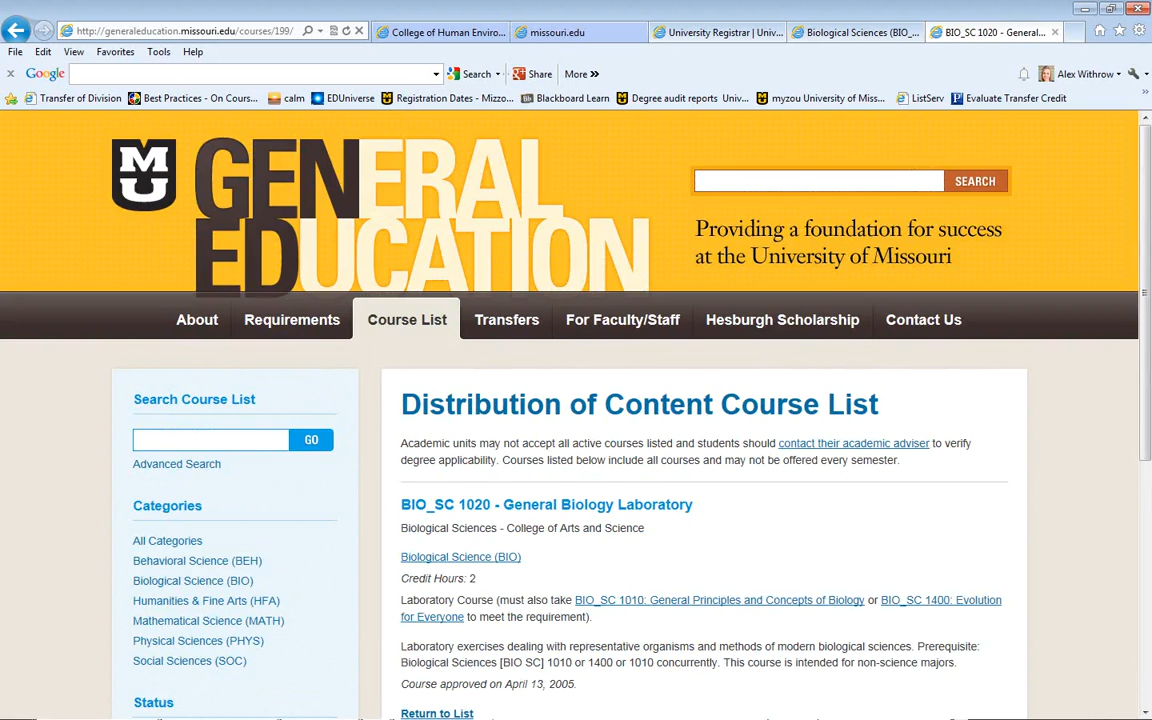 http://generaleducation.missouri.edu/courses/199/
College of Human Enviro...
missouri.edu
University Registrar | Univ...
Biological Sciences (BIO_...
BIO_SC 1020 - General...
File Edit View Favorites Tools Help
Google
Search
Share
More »
Alex Withrow
Transfer of Division
Best Practices - On Cours...
calm
EDUniverse
Registration Dates - Mizzo...
Blackboard Learn
Degree audit reports Univ...
myzou University of Miss...
ListServ
Evaluate Transfer Credit
MU
GENERAL
EDUCATION
SEARCH
Providing a foundation for success
at the University of Missouri
About
Requirements
Course List
Transfers
For Faculty/Staff
Hesburgh Scholarship
Contact Us
Search Course List
GO
Advanced Search
Categories
All Categories
Behavioral Science (BEH)
Biological Science (BIO)
Humanities & Fine Arts (HFA)
Mathematical Science (MATH)
Physical Sciences (PHYS)
Social Sciences (SOC)
Status
Distribution of Content Course List
Academic units may not accept all active courses listed and students should contact their academic adviser to verify
degree applicability. Courses listed below include all courses and may not be offered every semester.
BIO_SC 1020 - General Biology Laboratory
Biological Sciences - College of Arts and Science
Biological Science (BIO)
Credit Hours: 2
Laboratory Course (must also take BIO_SC 1010: General Principles and Concepts of Biology or BIO_SC 1400: Evolution
for Everyone to meet the requirement).
Laboratory exercises dealing with representative organisms and methods of modern biological sciences. Prerequisite:
Biological Sciences [BIO SC] 1010 or 1400 or 1010 concurrently. This course is intended for non-science majors.
Course approved on April 13, 2005.
Return to List